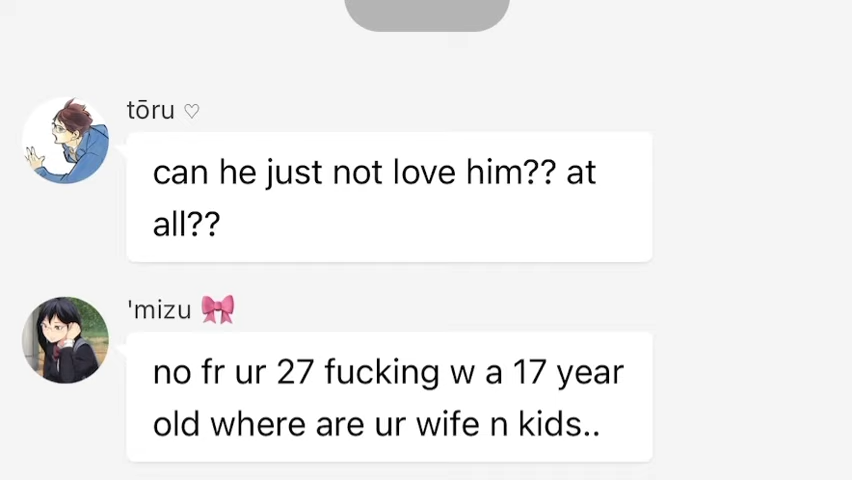 tōru ♡
can he just not love him?? at
all??
'mizu 🎀
no fr ur 27 fucking w a 17 year
old where are ur wife n kids..